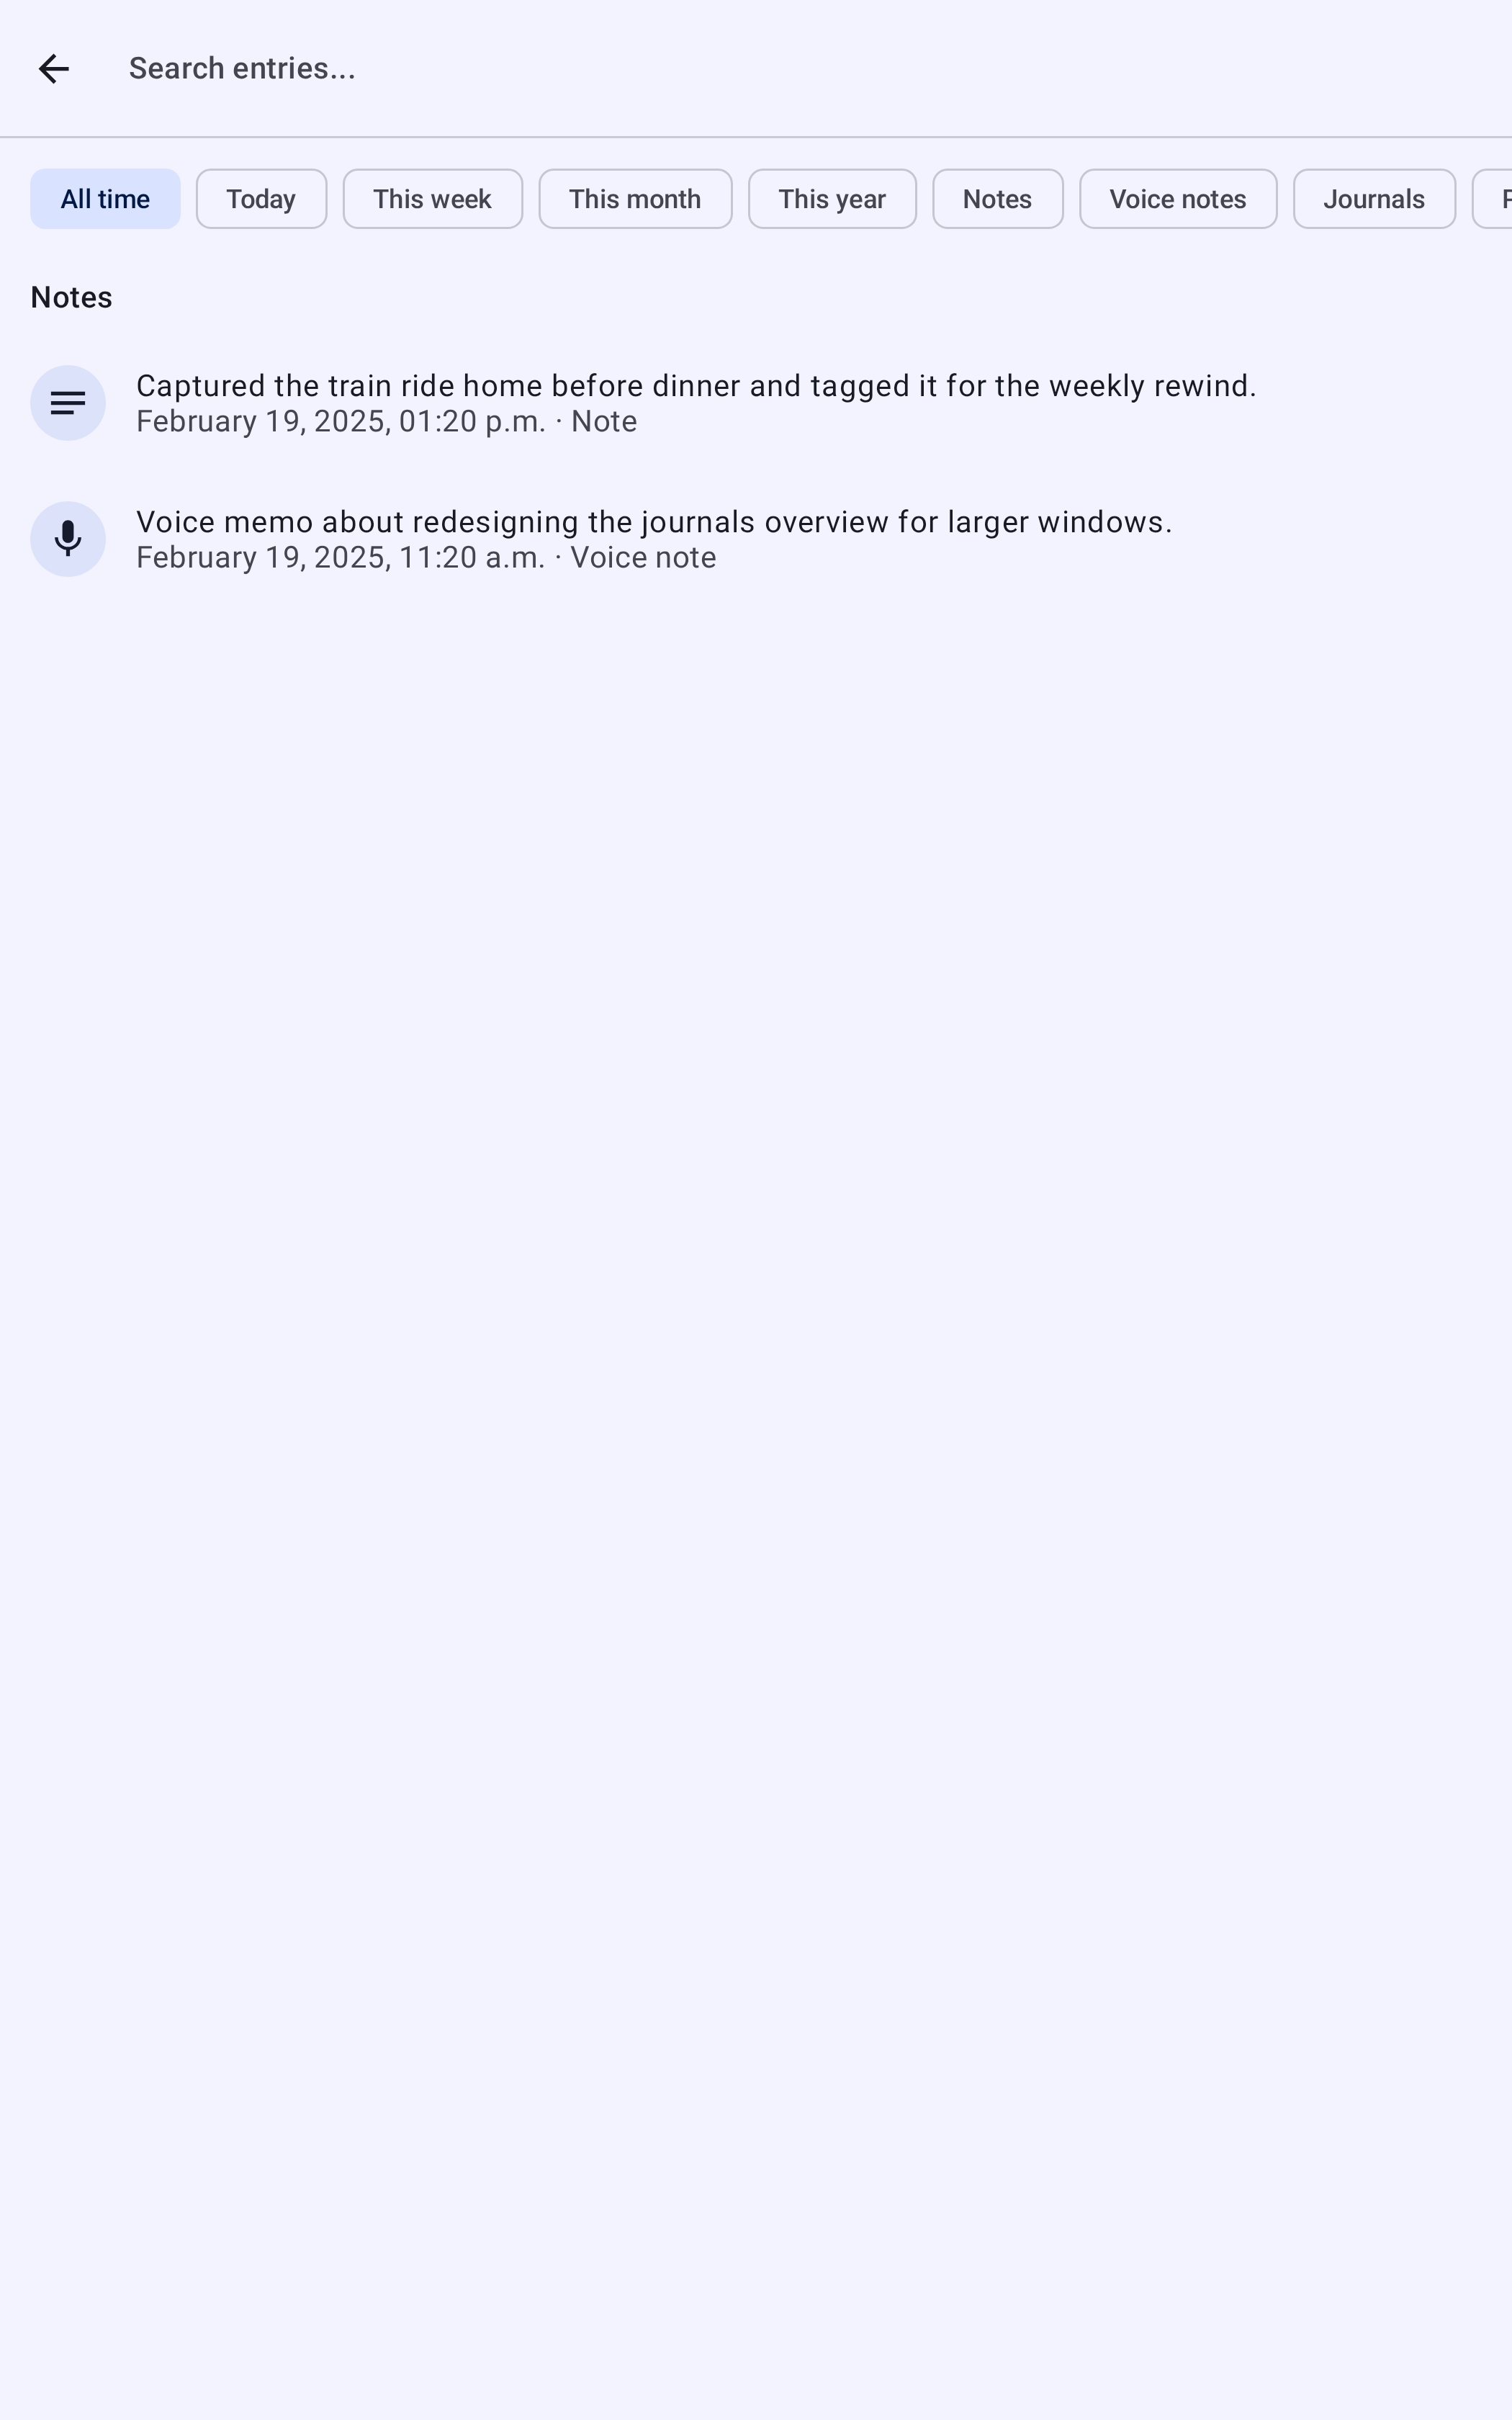 Search entries...
All time
Today
This week
This month
This year
Notes
Voice notes
Journals
Notes
Captured the train ride home before dinner and tagged it for the weekly rewind.
February 19, 2025, 01:20 p.m. · Note
Voice memo about redesigning the journals overview for larger windows.
February 19, 2025, 11:20 a.m. · Voice note